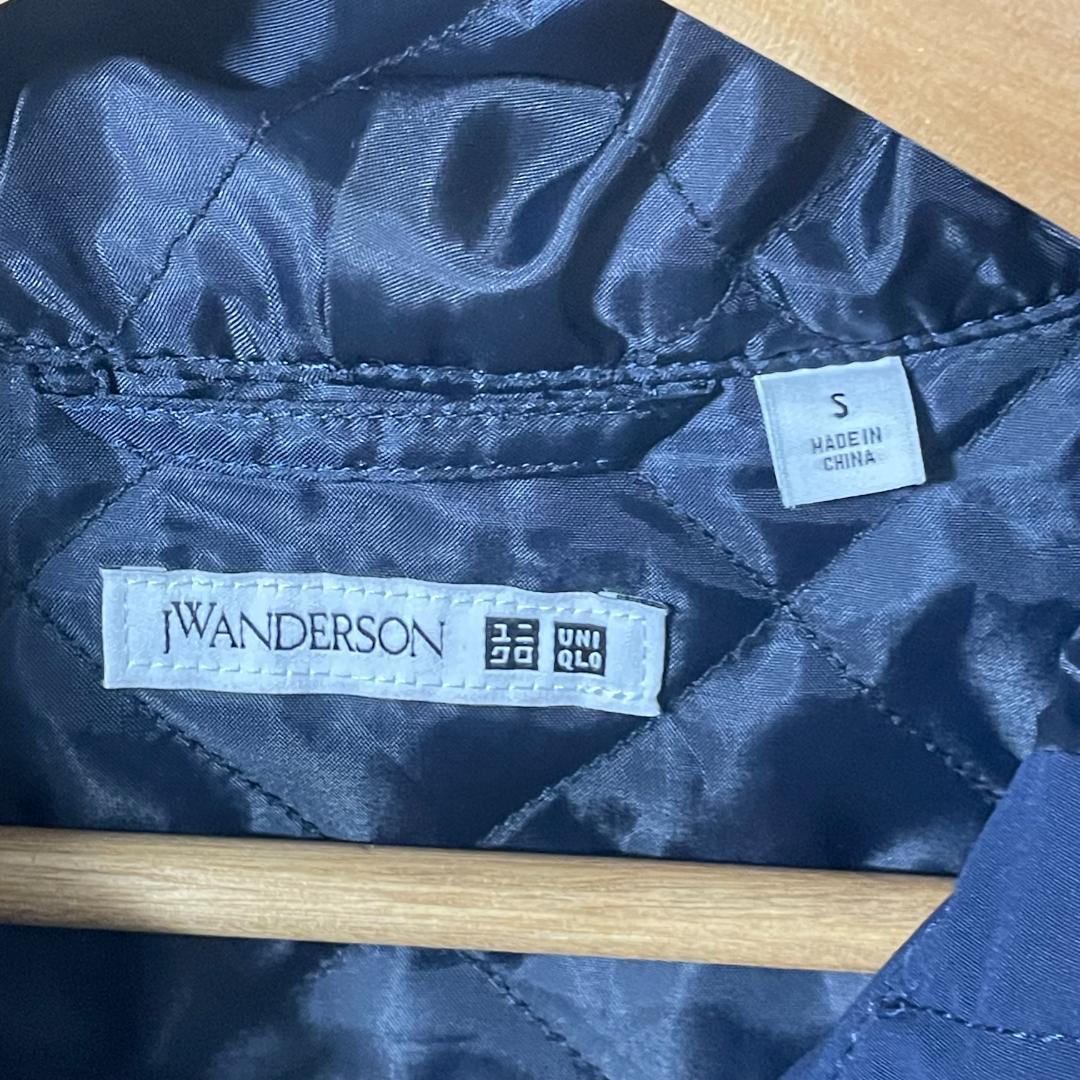 S
MADE IN
CHINA
JWANDERSON
ユニ
クロ
UNI
QLO